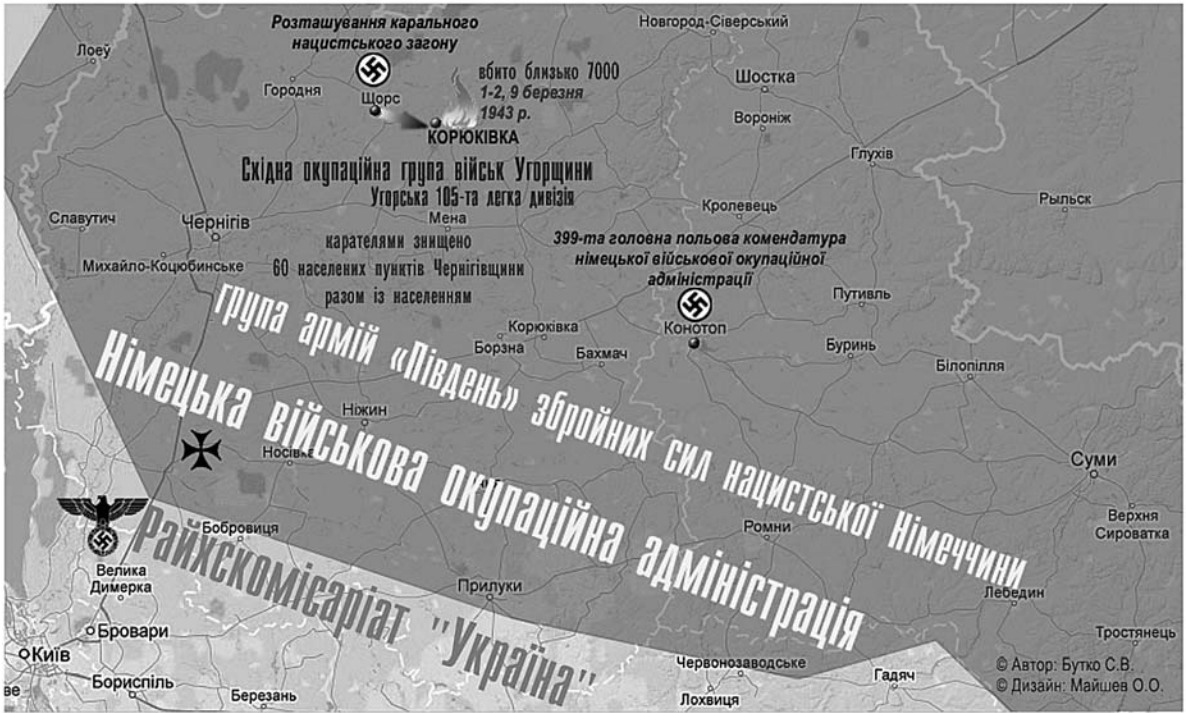 Розташування карального
нацистського загону
Новгород-Сіверський
Лоеў
вбито близько 7000
1-2, 9 березня
1943 р.
Городня
Щорс
КОРЮКІВКА
Шостка
Вороніж
Глухів
Східна окупаційна група військ Угорщини
Угорська 105-та легка дивізія
Рыльск
Славутич
Чернігів
Мена
Кролевець
Михайло-Коцюбинське
карателями знищено
60 населених пунктів Чернігівщини
разом із населенням
399-та головна польова комендатура
німецької військової окупаційної
адміністрації
Путивль
Конотоп
Корюківка
Борзна
Бахмач
Буринь
Білопілля
група армій «Південь» збройних сил нацистської Німеччини
Німецька військова окупаційна адміністрація
Ніжин
Носівка
Суми
Верхня
Сироватка
Ромни
Бобровиця
Райхскомісаріат "Україна"
Велика
Димерка
Прилуки
Лебедин
Тростянець
Бровари
Київ
Бориспіль
Березань
Червонозаводське
Лохвиця
Гадяч
ве
© Автор: Бутко С.В.
© Дизайн: Майшев О.О.